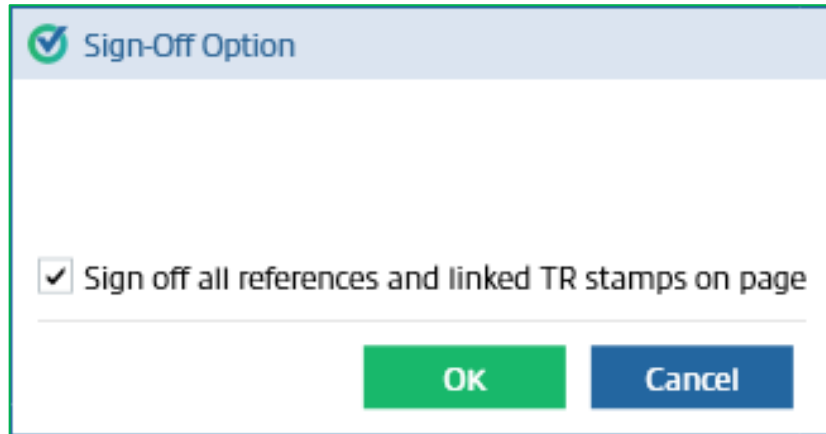 Sign-Off Option
Sign off all references and linked TR stamps on page
OK
Cancel